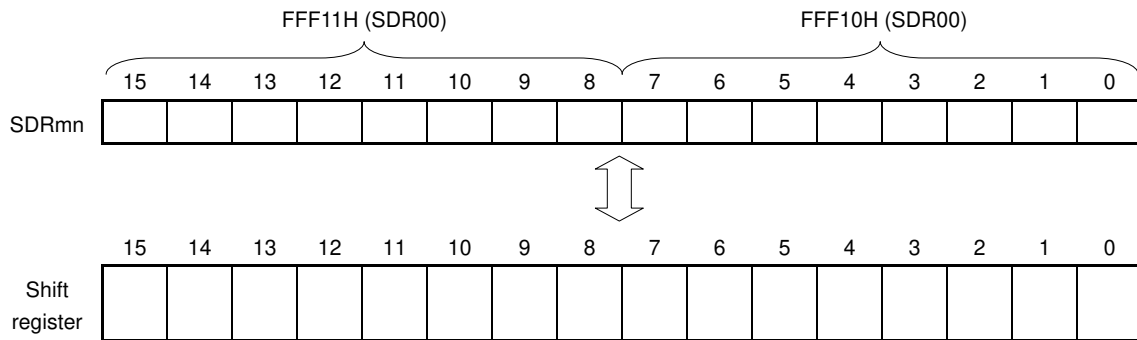 FFF11H (SDR00) FFF10H (SDR00)
15 14 13 12 11 10 9 8 7 6 5 4 3 2 1 0
SDRmn
15 14 13 12 11 10 9 8 7 6 5 4 3 2 1 0
Shift
register